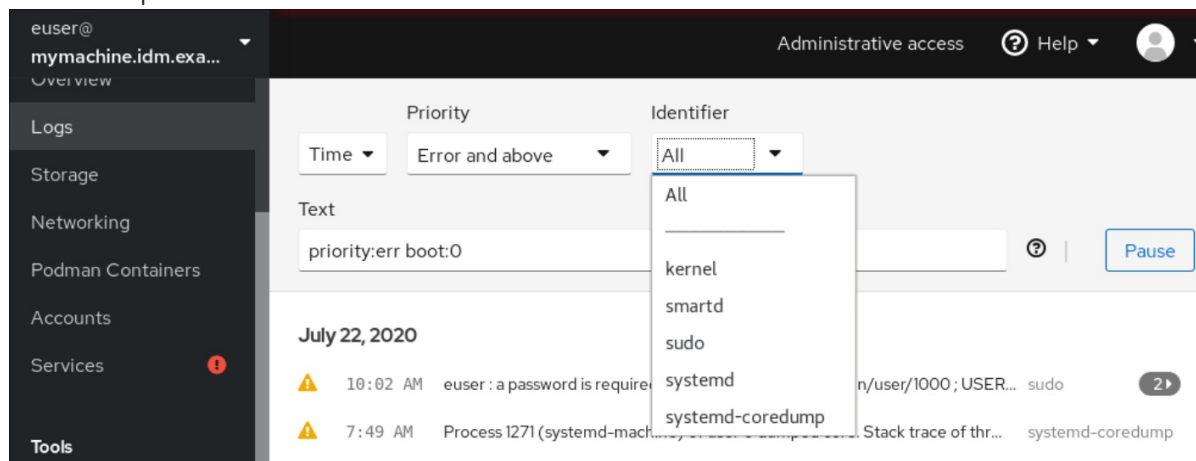 euser@
mymachine.idm.exa...
Administrative access
Help
Overview
Logs
Storage
Networking
Podman Containers
Accounts
Services
Tools
Priority
Identifier
Time
Error and above
All
All
kernel
smartd
sudo
systemd
systemd-coredump
Text
priority:err boot:0
Pause
July 22, 2020
10:02 AM euser : a password is require n/user/1000 ; USER... sudo 2
7:49 AM Process 1271 (systemd-mach Stack trace of thr... systemd-coredump